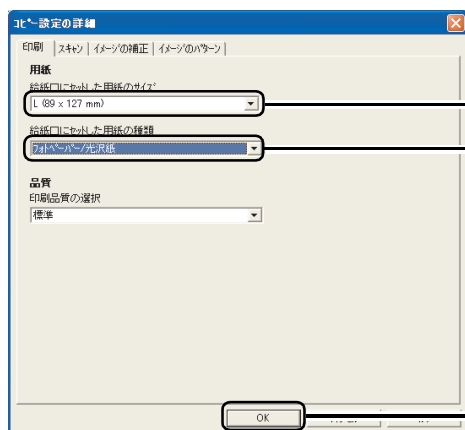 コピー設定の詳細
印刷 スキャン イメージの補正 イメージのパターン
用紙
給紙口にセットした用紙のサイズ
L (89 x 127 mm)
給紙口にセットした用紙の種類
フォトペーパー/光沢紙
品質
印刷品質の選択
標準
OK